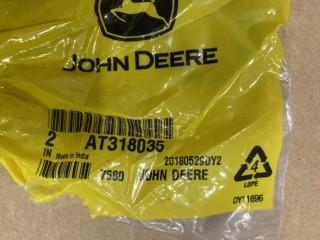 JOHN DEERE
2 AT318035
IN Made in India
20180529DY2
7580 JOHN DEERE
4
LDPE
DY11696